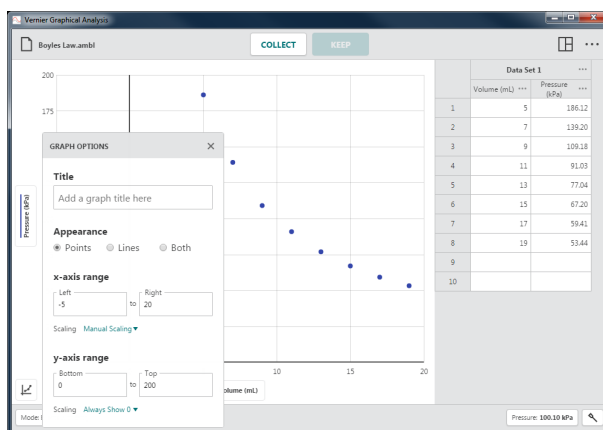 Vernier Graphical Analysis
Boyles Law.ambl
COLLECT
KEEP
200
175
Pressure (kPa)
10
15
20
Volume (mL)
GRAPH OPTIONS
Title
Add a graph title here
Appearance
Points Lines Both
x-axis range
Left Right
-5 to 20
Scaling Manual Scaling
y-axis range
Bottom Top
0 to 200
Scaling Always Show 0
Data Set 1
Volume (mL) Pressure (kPa)
1 5 186.12
2 7 139.20
3 9 109.18
4 11 91.03
5 13 77.04
6 15 67.20
7 17 59.41
8 19 53.44
9
10
Mode:
Pressure: 100.10 kPa